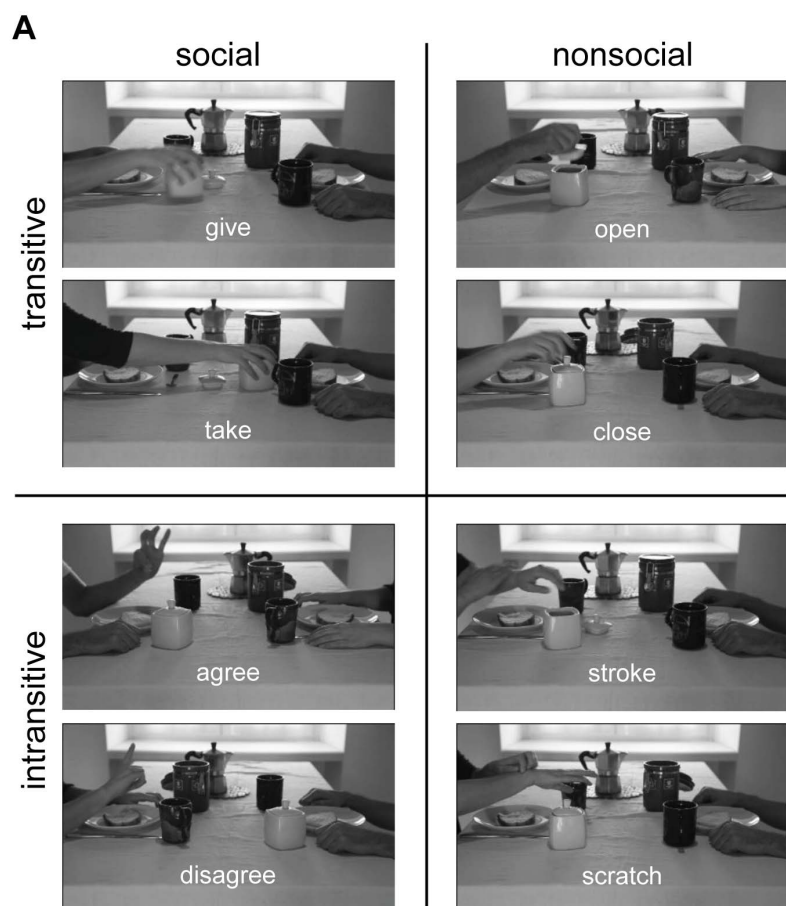 A
social
nonsocial
transitive
give
open
take
close
intransitive
agree
stroke
disagree
scratch